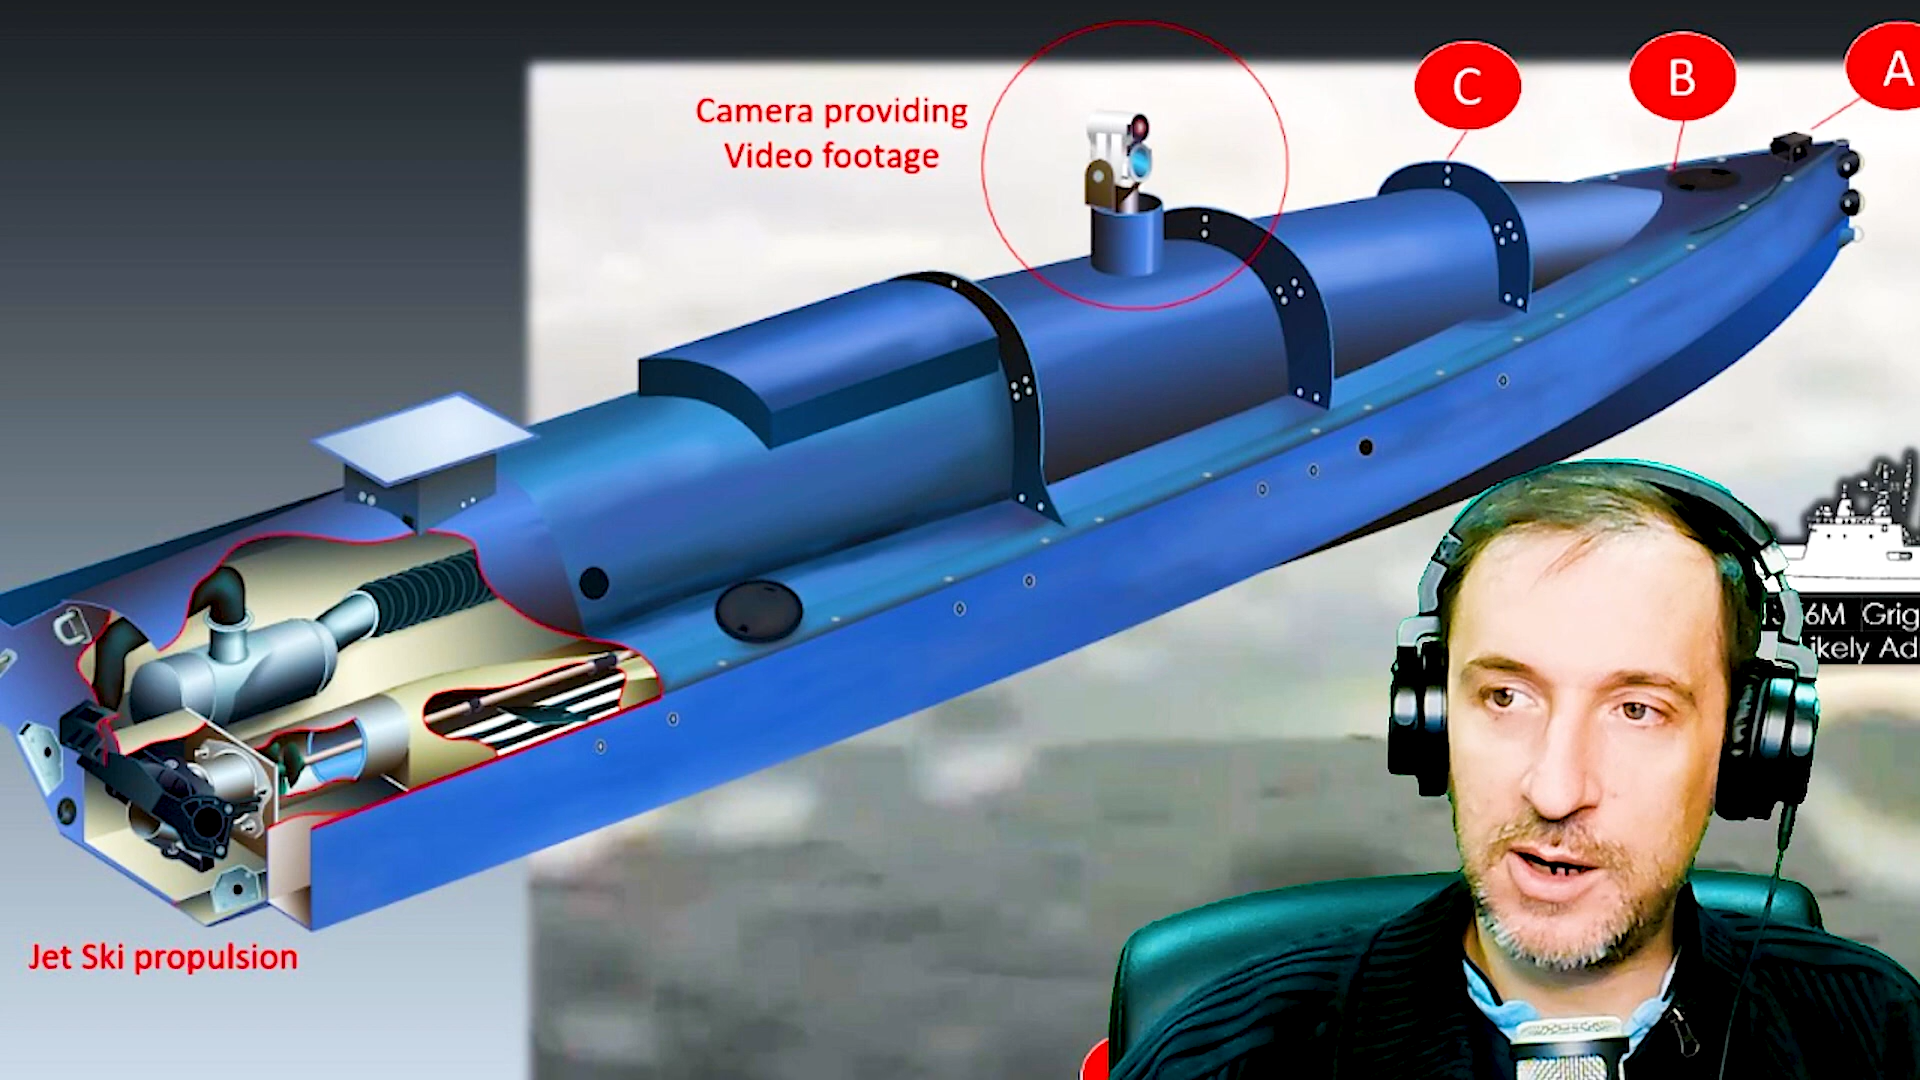 Camera providing
Video footage
C
B
A
6M Grig
ikely Ad
Jet Ski propulsion